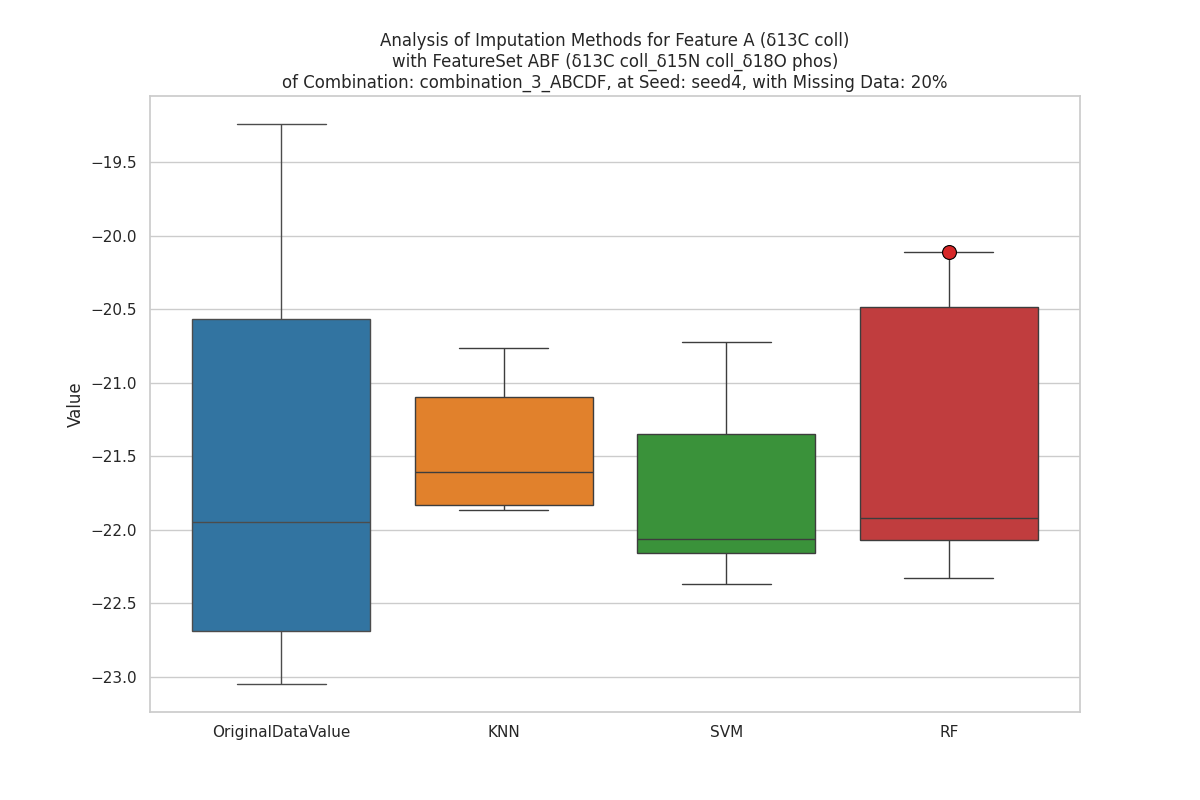 Analysis of Imputation Methods for Feature A (δ13C coll)
with FeatureSet ABF (δ13C coll_δ15N coll_δ18O phos)
of Combination: combination_3_ABCDF, at Seed: seed4, with Missing Data: 20%
−19.5
−20.0
−20.5
−21.0
−21.5
−22.0
−22.5
−23.0
Value
OriginalDataValue
KNN
SVM
RF